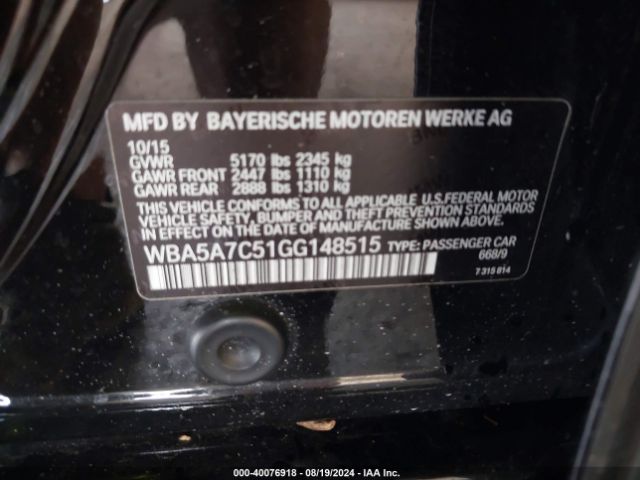 MFD BY BAYERISCHE MOTOREN WERKE AG
10/15
GVWR 5170 lbs 2345 kg
GAWR FRONT 2447 lbs 1110 kg
GAWR REAR 2888 lbs 1310 kg
THIS VEHICLE CONFORMS TO ALL APPLICABLE U.S.FEDERAL MOTOR
VEHICLE SAFETY, BUMPER AND THEFT PREVENTION
STANDARDS IN EFFECT ON THE DATE OF MANUFACTURE SHOWN ABOVE.
WBA5A7C51GG148515 TYPE: PASSENGER CAR
668/9
7 315 814
000-40076918 - 08/19/2024 - IAA Inc.